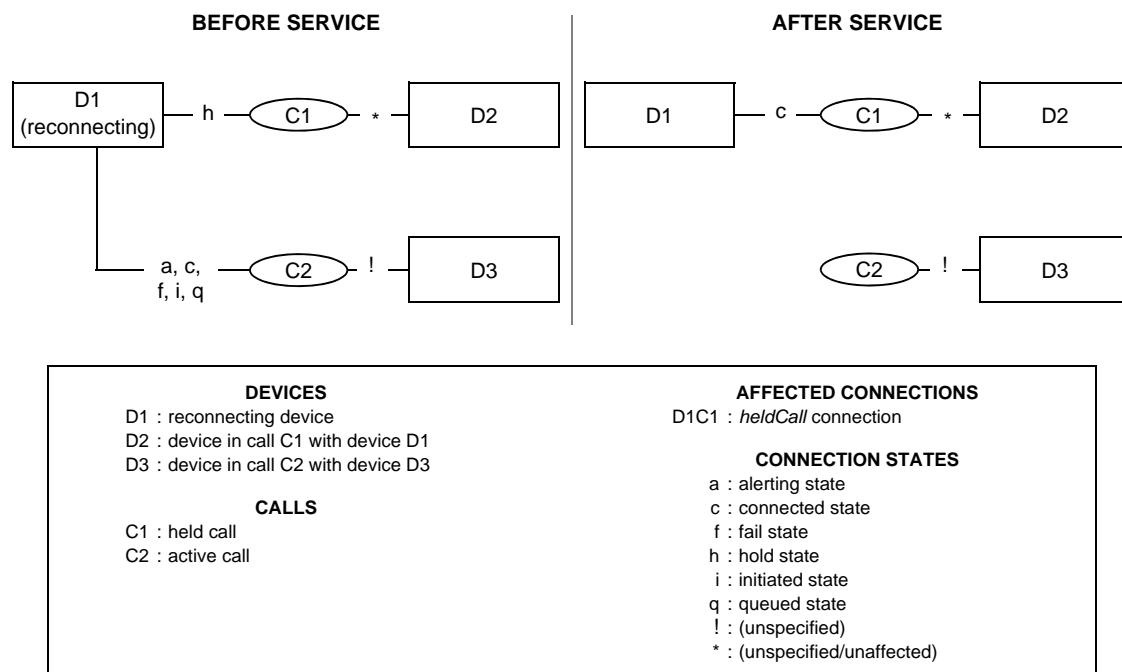 BEFORE SERVICE
AFTER SERVICE
D1
(reconnecting)
h
C1
*
D2
D1
c
C1
*
D2
a, c,
f, i, q
C2
!
D3
C2
!
D3
DEVICES
D1 : reconnecting device
D2 : device in call C1 with device D1
D3 : device in call C2 with device D3
CALLS
C1 : held call
C2 : active call
AFFECTED CONNECTIONS
D1C1 : heldCall connection
CONNECTION STATES
a : alerting state
c : connected state
f : fail state
h : hold state
i : initiated state
q : queued state
! : (unspecified)
* : (unspecified/unaffected)